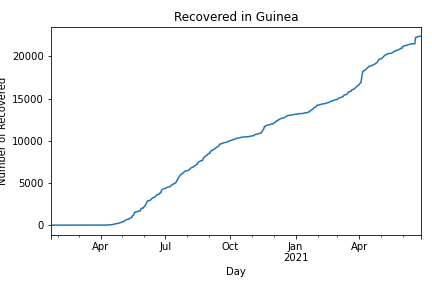 Recovered in Guinea
Number of Recovered
20000
15000
10000
5000
0
Apr
Jul
Oct
Jan
2021
Apr
Day